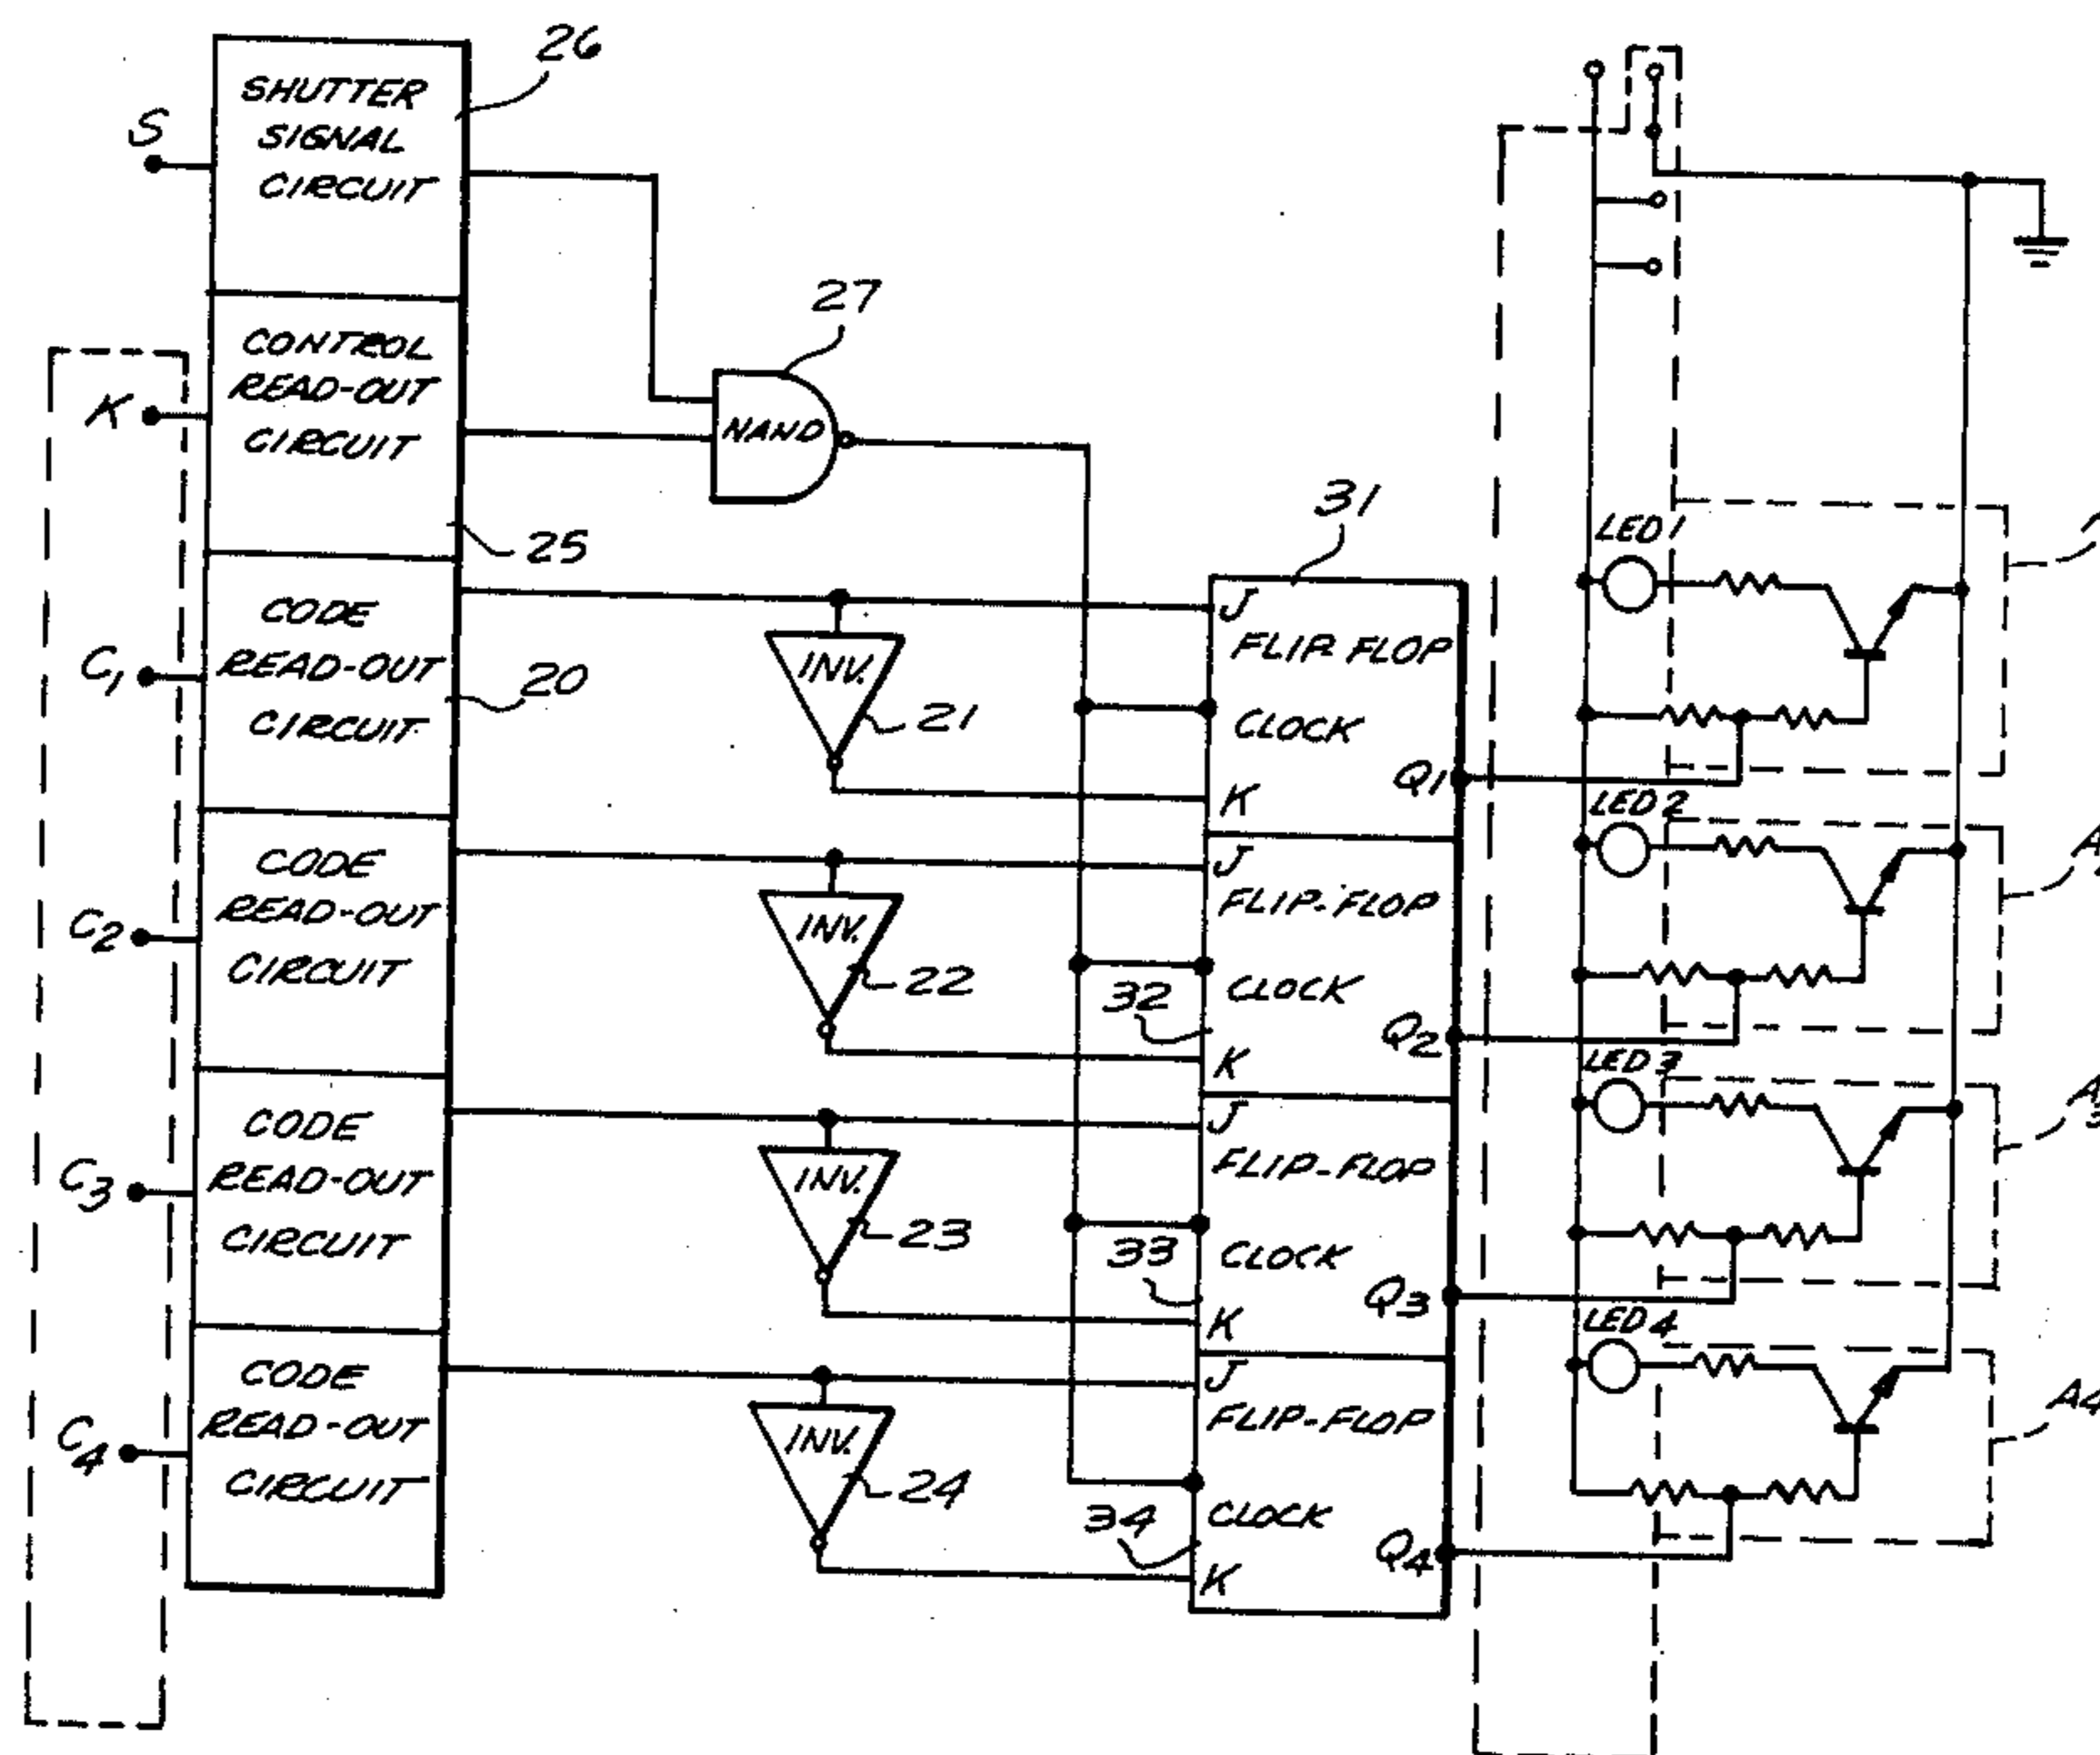 26
SHUTTER
SIGNAL
CIRCUIT
S
27
CONTROL
READ-OUT
CIRCUIT
K
NAND
25
31
LED 1
CODE
READ-OUT
CIRCUIT
C1
20
INV.
21
J
FLIP-FLOP
CLOCK
K
Q1
LED 2
CODE
READ-OUT
CIRCUIT
C2
INV.
22
J
FLIP-FLOP
32
CLOCK
K
Q2
LED 3
CODE
READ-OUT
CIRCUIT
C3
INV.
23
J
FLIP-FLOP
33
CLOCK
K
Q3
LED 4
CODE
READ-OUT
CIRCUIT
C4
INV.
24
J
FLIP-FLOP
34
CLOCK
K
Q4
A4